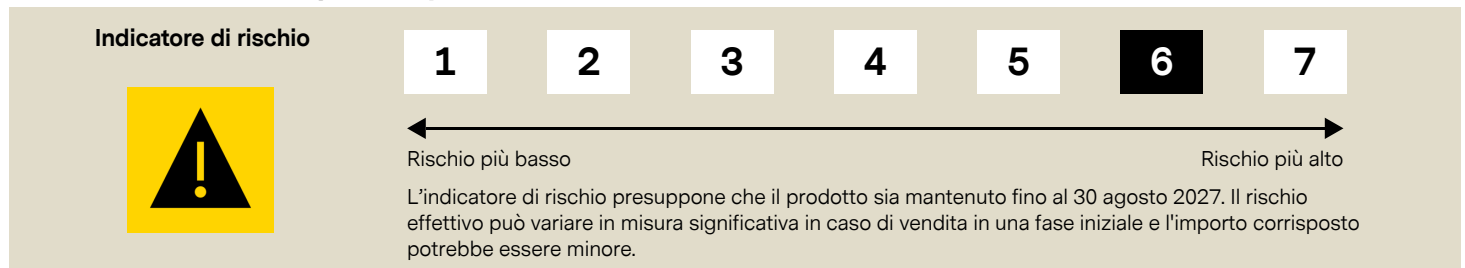 Indicatore di rischio
1 2 3 4 5 6 7
Rischio più basso
Rischio più alto
L'indicatore di rischio presuppone che il prodotto sia mantenuto fino al 30 agosto 2027. Il rischio
effettivo può variare in misura significativa in caso di vendita in una fase iniziale e l'importo corrisposto
potrebbe essere minore.